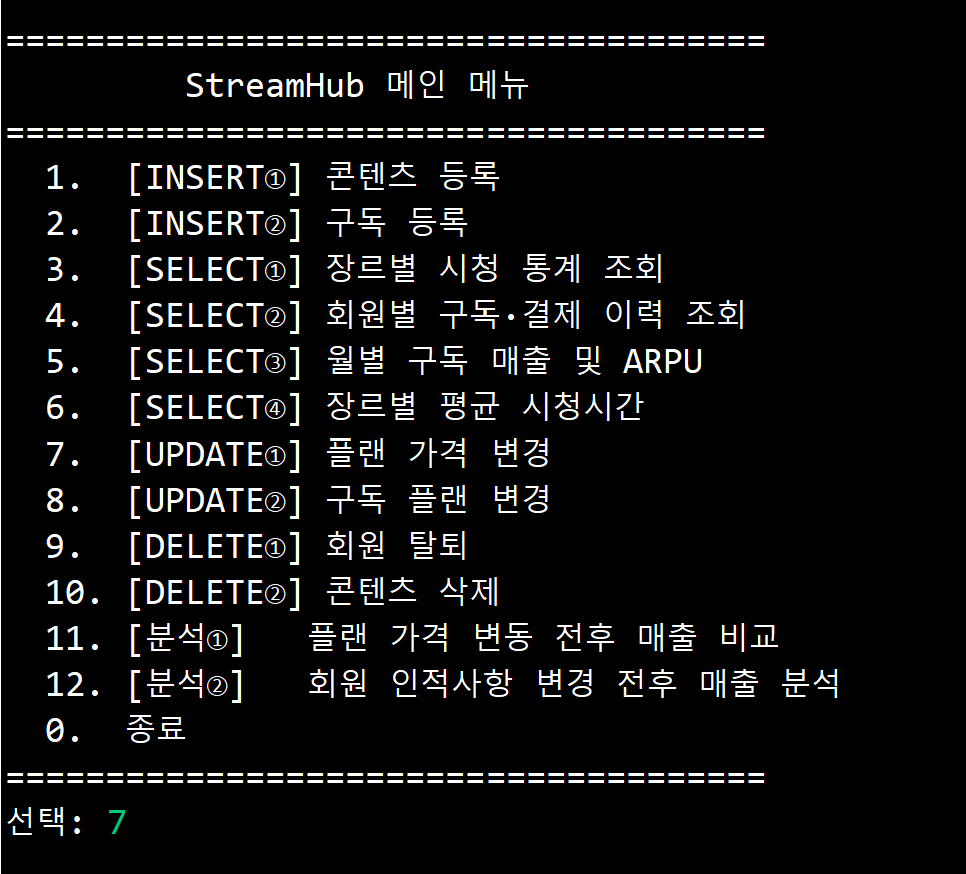 ======================================
StreamHub 메인 메뉴
======================================
1. [INSERT①] 콘텐츠 등록
2. [INSERT②] 구독 등록
3. [SELECT①] 장르별 시청 통계 조회
4. [SELECT②] 회원별 구독·결제 이력 조회
5. [SELECT③] 월별 구독 매출 및 ARPU
6. [SELECT④] 장르별 평균 시청시간
7. [UPDATE①] 플랜 가격 변경
8. [UPDATE②] 구독 플랜 변경
9. [DELETE①] 회원 탈퇴
10. [DELETE②] 콘텐츠 삭제
11. [분석①] 플랜 가격 변동 전후 매출 비교
12. [분석②] 회원 인적사항 변경 전후 매출 분석
0. 종료
======================================
선택: 7